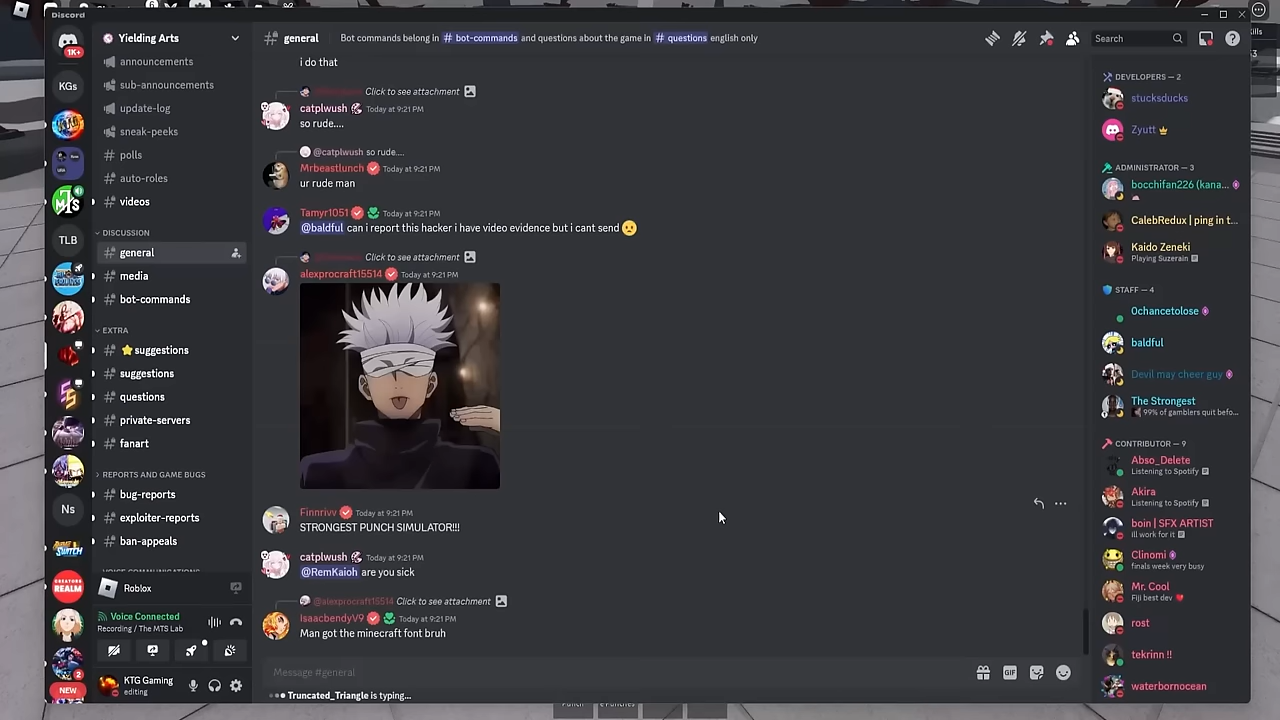 Discord
Yielding Arts
general
Bot commands belong in # bot-commands and questions about the game in # questions english only
Search
1K+
KGs
TLB
Ns
NEW
2
announcements
sub-announcements
update-log
sneak-peeks
polls
auto-roles
videos
DISCUSSION
general
media
bot-commands
EXTRA
⭐suggestions
suggestions
questions
private-servers
fanart
REPORTS AND GAME BUGS
bug-reports
exploiter-reports
ban-appeals
Roblox
Voice Connected
Recording / The MTS Lab
KTG Gaming
editing
i do that
Click to see attachment
catplwush Today at 9:21 PM
so rude....
@catplwush so rude....
Mrbeastlunch Today at 9:21 PM
ur rude man
Tamyr1051 Today at 9:21 PM
@baldful can i report this hacker i have video evidence but i cant send
Click to see attachment
alexprocraft15514 Today at 9:21 PM
Finnrivv Today at 9:21 PM
STRONGEST PUNCH SIMULATOR!!!
catplwush Today at 9:21 PM
@RemKaioh are you sick
@alexprocraft15514 Click to see attachment
IsaacbendyV9 Today at 9:21 PM
Man got the minecraft font bruh
Message #general
GIF
Truncated_Triangle is typing...
DEVELOPERS — 2
stucksducks
Zyutt
ADMINISTRATOR — 3
bocchifan226 (kana...
CalebRedux | ping in t...
Kaido Zeneki
Playing Suzerain
STAFF — 4
0chancetolose
baldful
Devil may cheer guy
The Strongest
99% of gamblers quit befo...
CONTRIBUTOR — 9
Abso_Delete
Listening to Spotify
Akira
Listening to Spotify
boin | SFX ARTIST
ill work for it
Clinomi
finals week very busy
Mr. Cool
Fiji best dev
rost
tekrinn !!
waterbornocean